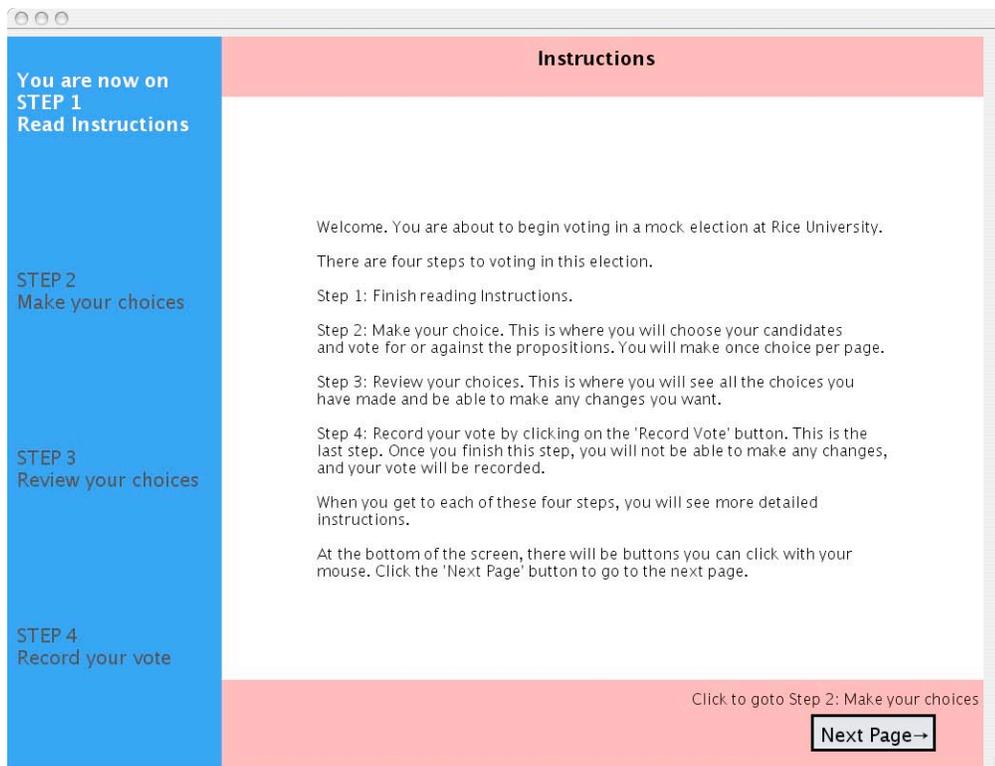 You are now on
STEP 1
Read Instructions
STEP 2
Make your choices
STEP 3
Review your choices
STEP 4
Record your vote
Instructions
Welcome. You are about to begin voting in a mock election at Rice University.
There are four steps to voting in this election.
Step 1: Finish reading Instructions.
Step 2: Make your choice. This is where you will choose your candidates
and vote for or against the propositions. You will make once choice per page.
Step 3: Review your choices. This is where you will see all the choices you
have made and be able to make any changes you want.
Step 4: Record your vote by clicking on the 'Record Vote' button. This is the
last step. Once you finish this step, you will not be able to make any changes,
and your vote will be recorded.
When you get to each of these four steps, you will see more detailed
instructions.
At the bottom of the screen, there will be buttons you can click with your
mouse. Click the 'Next Page' button to go to the next page.
Click to goto Step 2: Make your choices
Next Page→